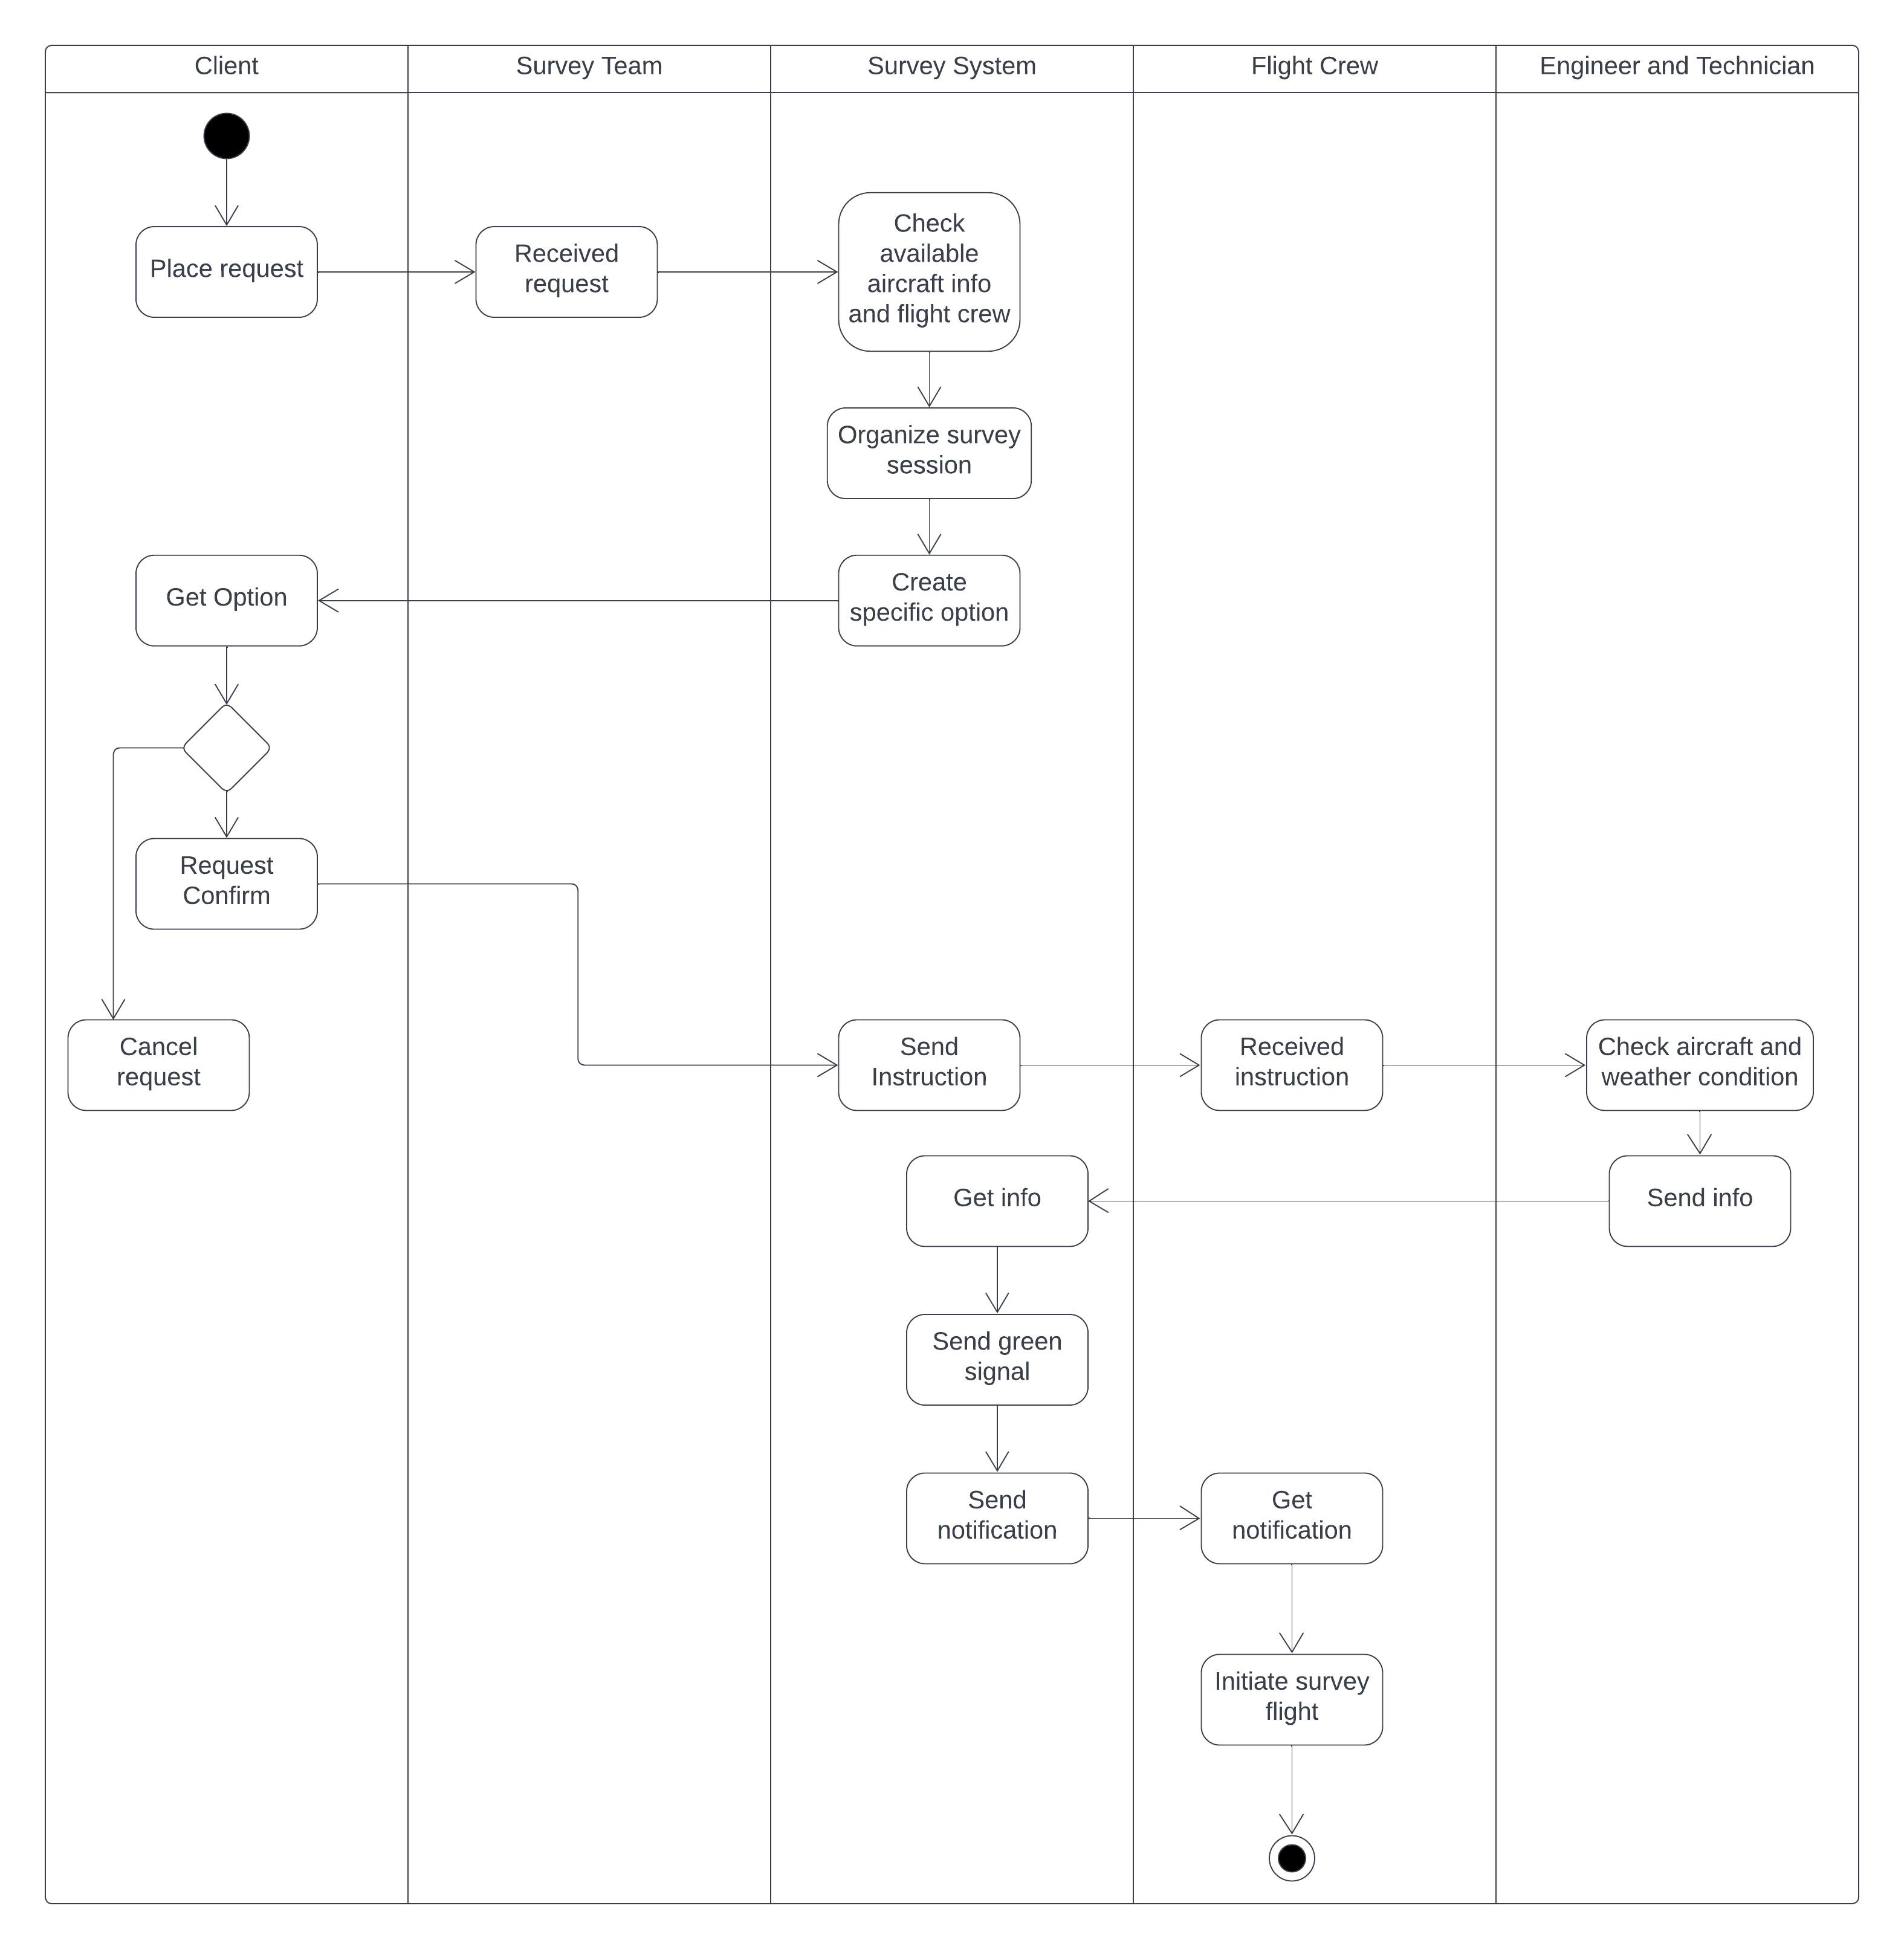 Client
Survey Team
Survey System
Flight Crew
Engineer and Technician
Place request
Received
request
Check
available
aircraft info
and flight crew
Organize survey
session
Get Option
Create
specific option
Request
Confirm
Cancel
request
Send
Instruction
Received
instruction
Check aircraft and
weather condition
Get info
Send info
Send green
signal
Send
notification
Get
notification
Initiate survey
flight